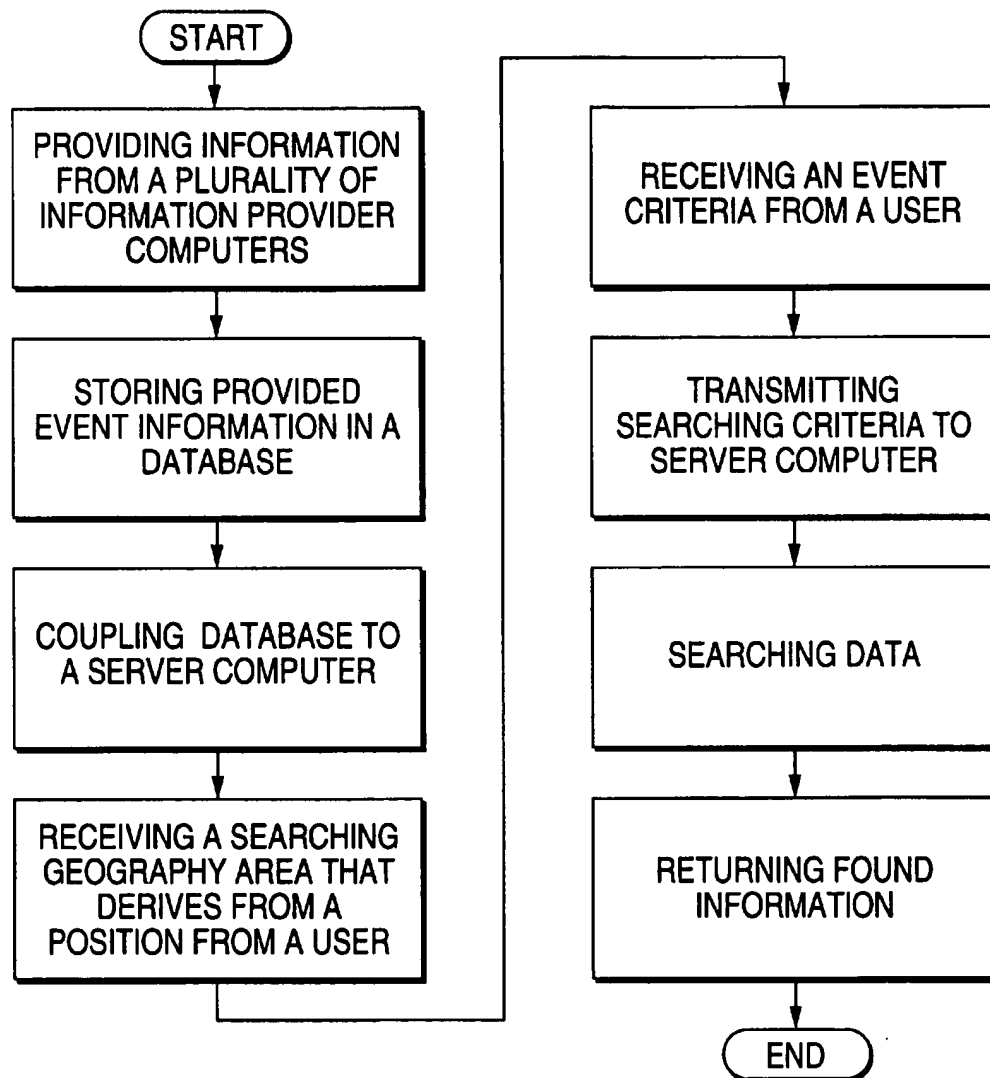 START
PROVIDING INFORMATION
FROM A PLURALITY OF
INFORMATION PROVIDER
COMPUTERS
STORING PROVIDED
EVENT INFORMATION IN A
DATABASE
COUPLING DATABASE TO
A SERVER COMPUTER
RECEIVING A SEARCHING
GEOGRAPHY AREA THAT
DERIVES FROM A
POSITION FROM A USER
RECEIVING AN EVENT
CRITERIA FROM A USER
TRANSMITTING
SEARCHING CRITERIA TO
SERVER COMPUTER
SEARCHING DATA
RETURNING FOUND
INFORMATION
END